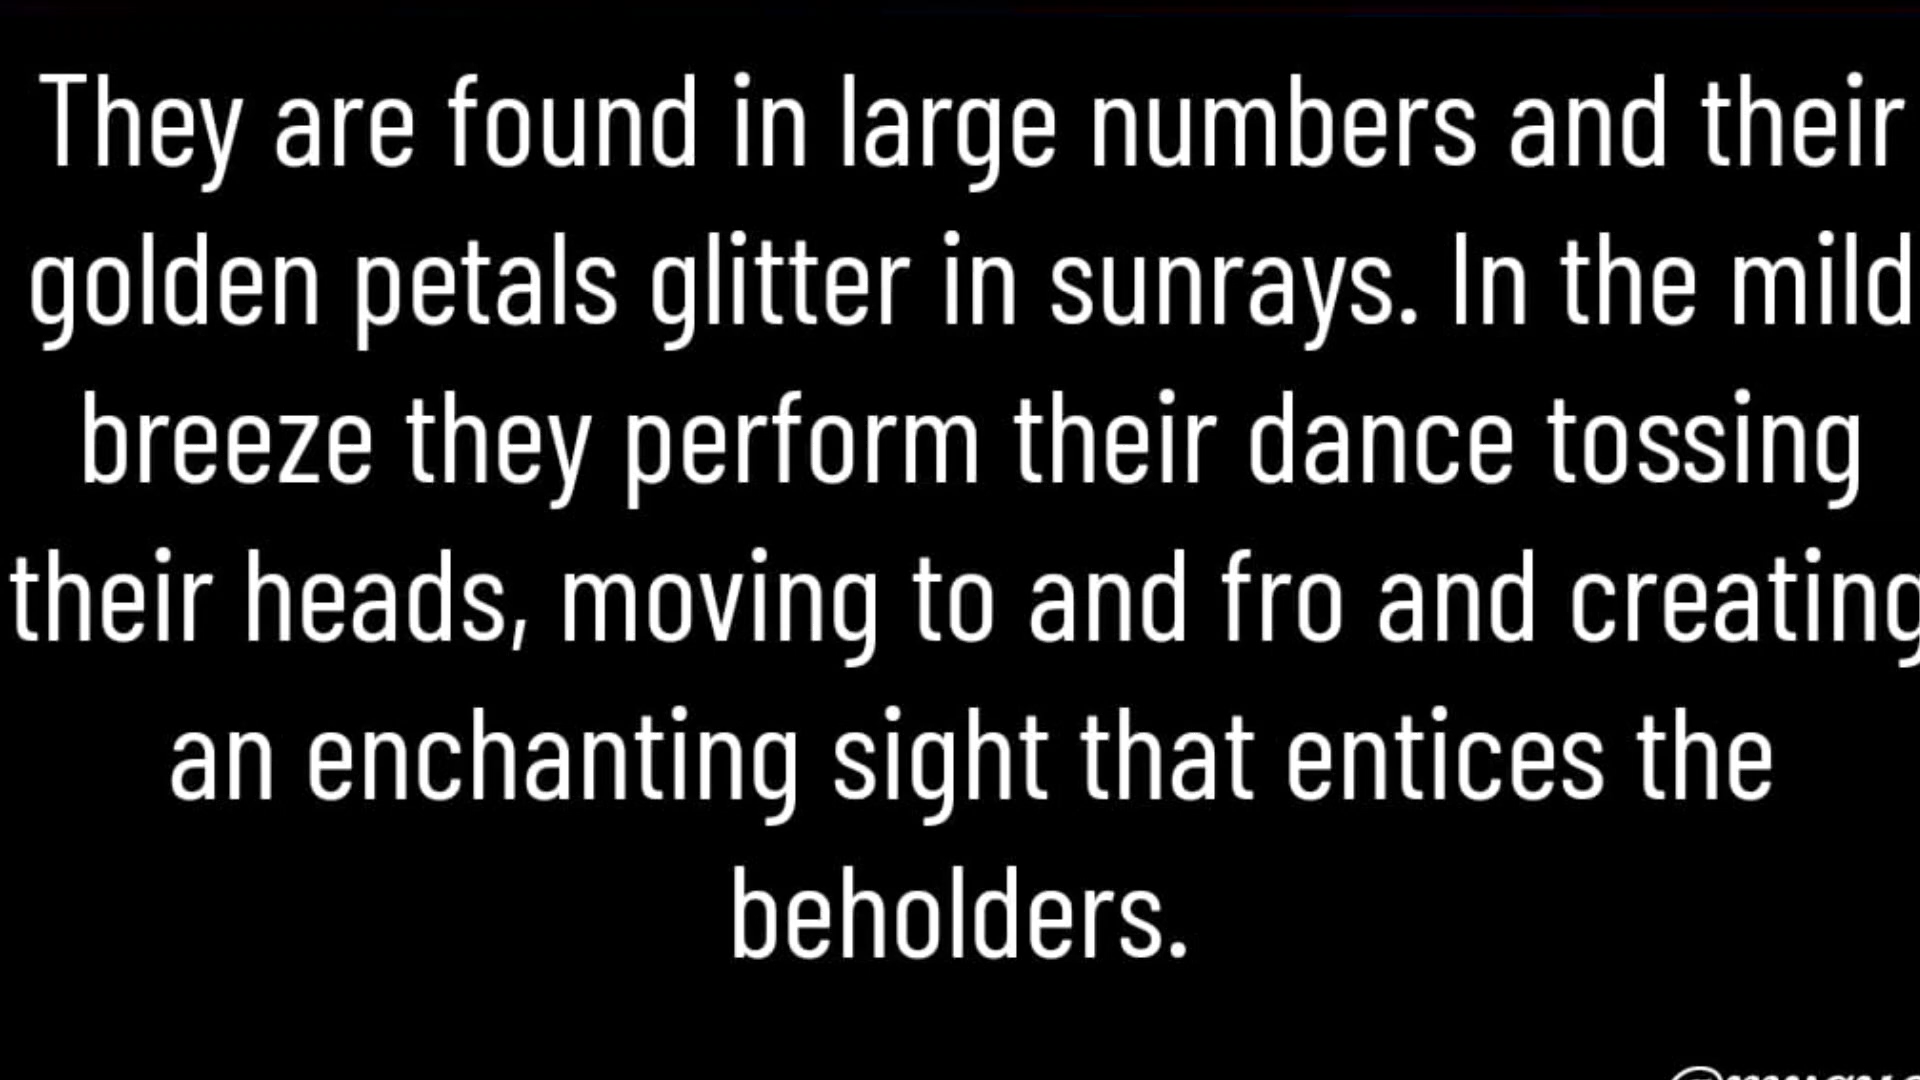 They are found in large numbers and their
golden petals glitter in sunrays. In the mild
breeze they perform their dance tossing
their heads, moving to and fro and creating
an enchanting sight that entices the
beholders.